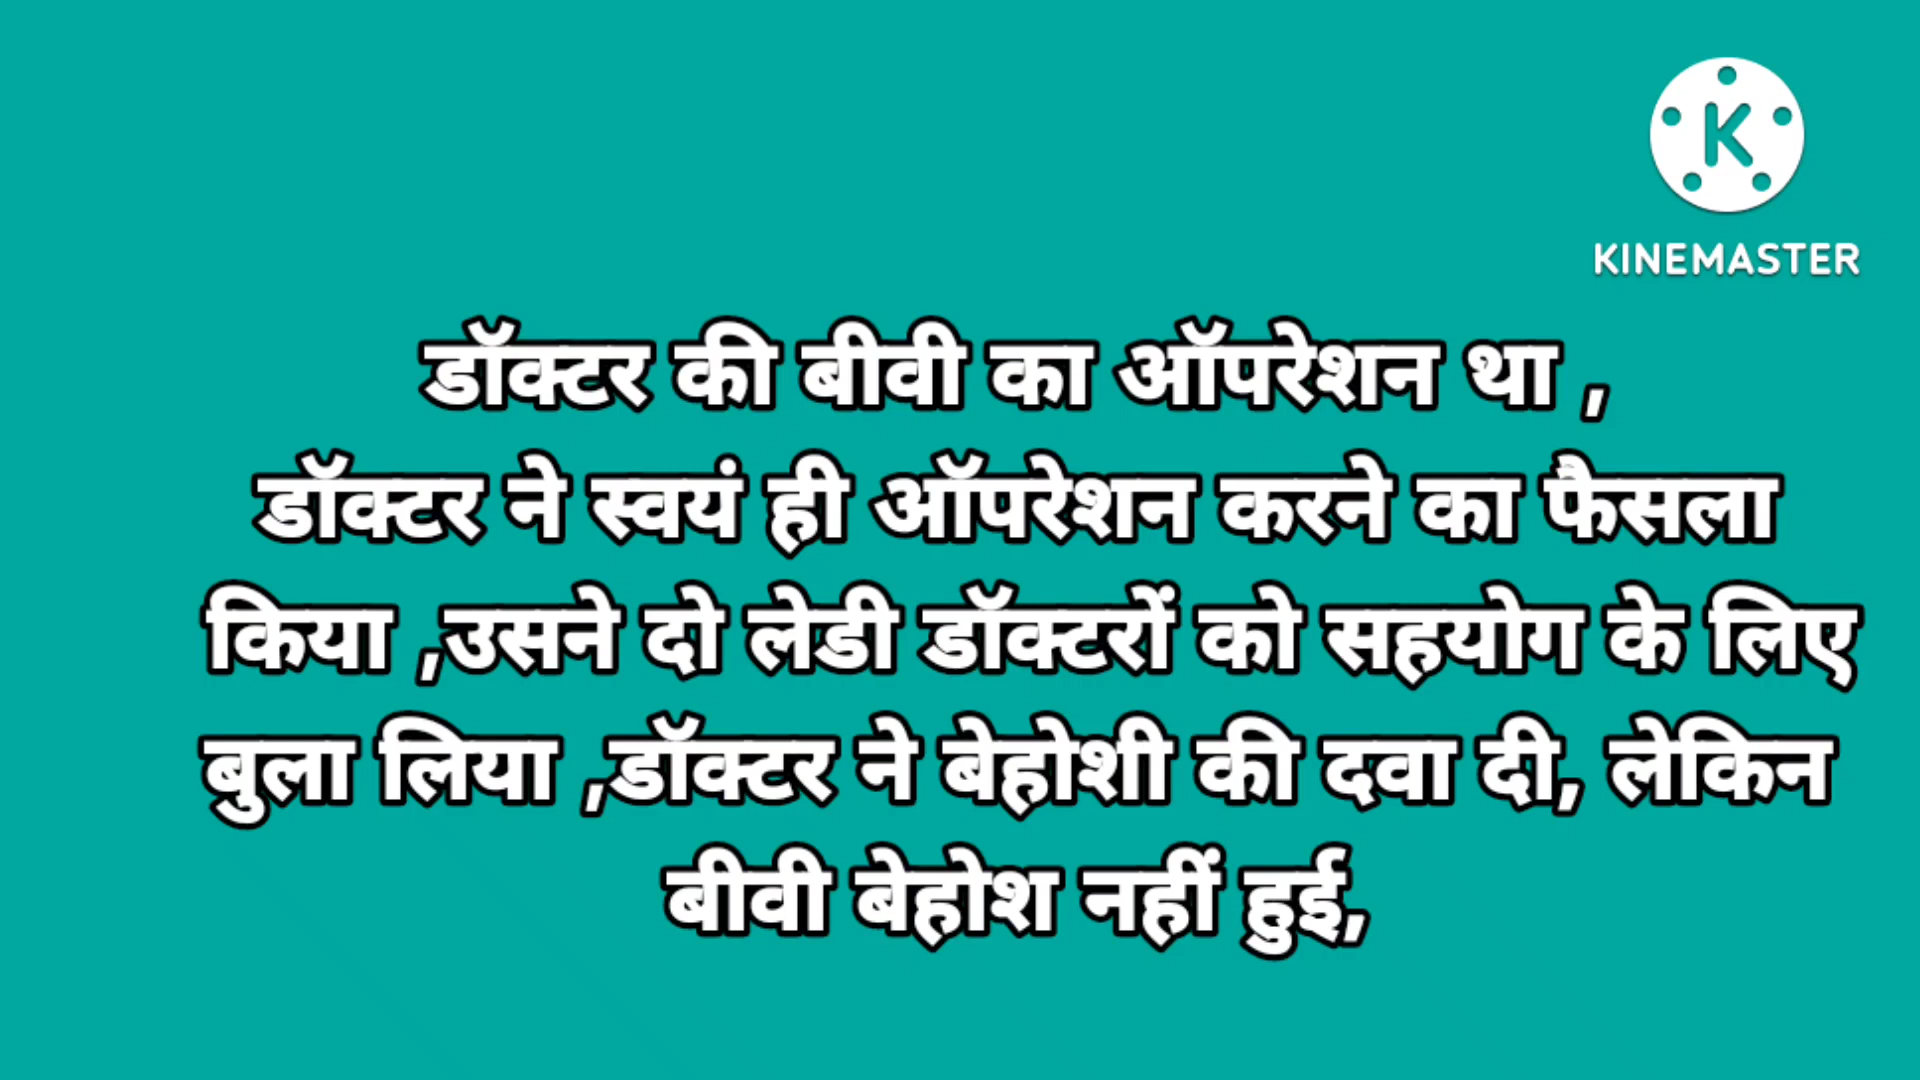 K
KINEMASTER
डॉक्टर की बीवी का ऑपरेशन था ,
डॉक्टर ने स्वयं ही ऑपरेशन करने का फैसला
किया ,उसने दो लेडी डॉक्टरों को सहयोग के लिए
बुला लिया ,डॉक्टर ने बेहोशी की दवा दी, लेकिन
बीवी बेहोश नहीं हुई,